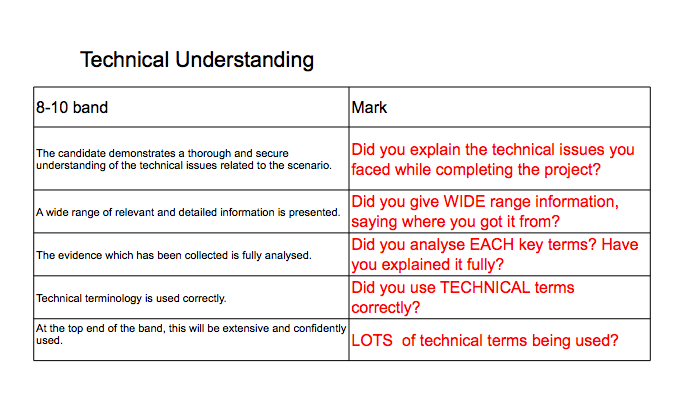 Technical Understanding
8-10 band
Mark
The candidate demonstrates a thorough and secure
understanding of the technical issues related to the scenario.
Did you explain the technical issues you
faced while completing the project?
A wide range of relevant and detailed information is presented.
Did you give WIDE range information,
saying where you got it from?
The evidence which has been collected is fully analysed.
Did you analyse EACH key terms? Have
you explained it fully?
Technical terminology is used correctly.
Did you use TECHNICAL terms
correctly?
At the top end of the band, this will be extensive and confidently
used.
LOTS  of technical terms being used?